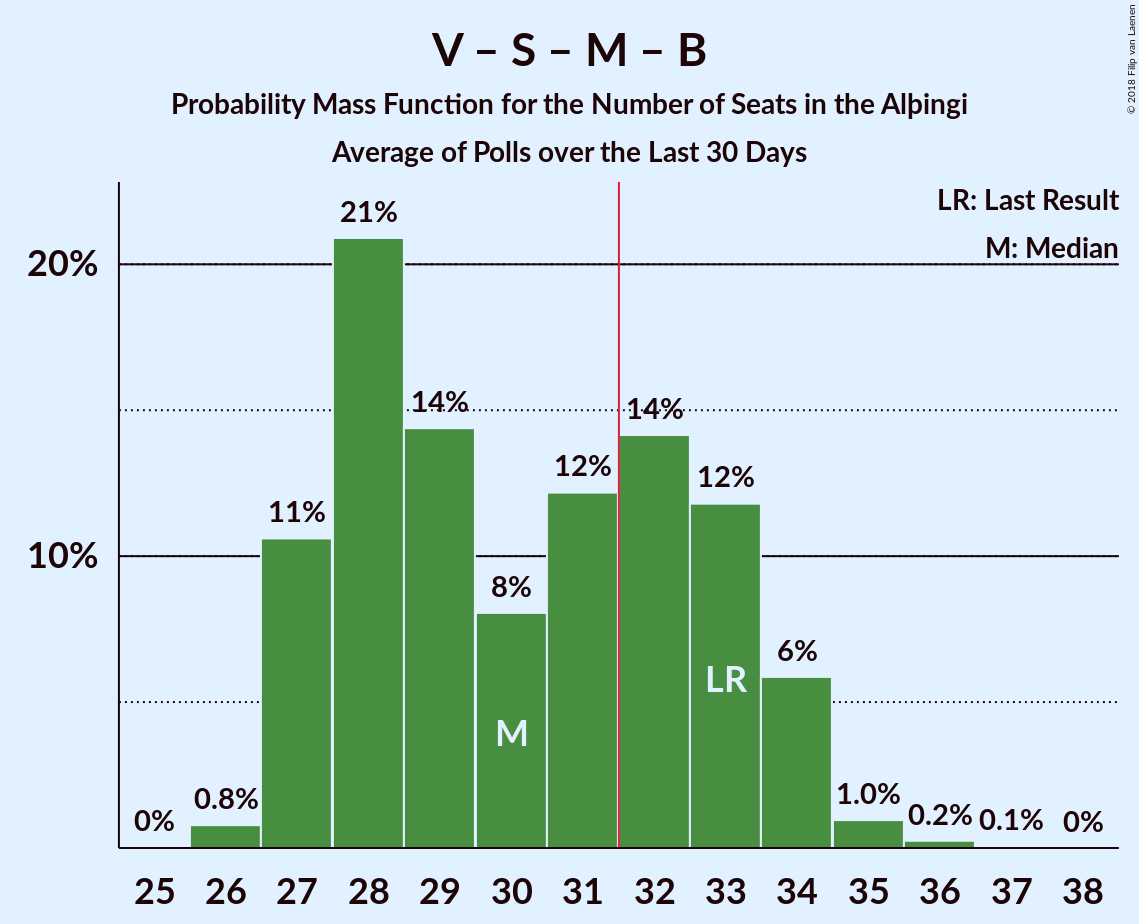 V – S – M – B
Probability Mass Function for the Number of Seats in the Alþingi
Average of Polls over the Last 30 Days
© 2018 Filip van Laenen
LR: Last Result
M: Median
20%
10%
0%
0.8%
11%
21%
14%
8%
12%
14%
12%
6%
1.0%
0.2%
0.1%
0%
M
LR
25 26 27 28 29 30 31 32 33 34 35 36 37 38